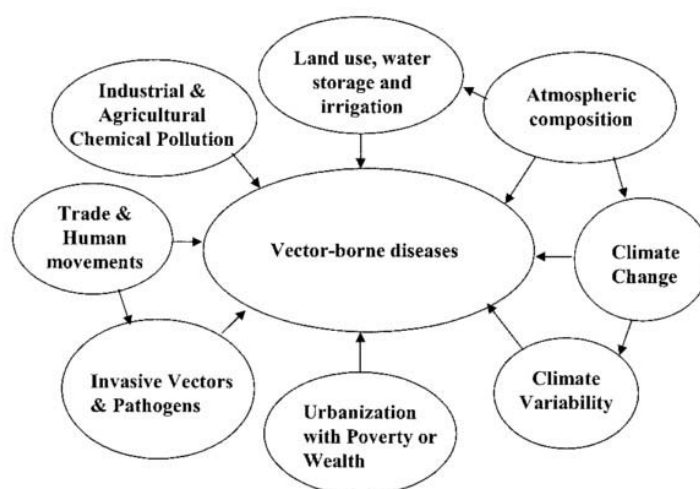 Land use, water
storage and
irrigation
Industrial &
Agricultural
Chemical Pollution
Atmospheric
composition
Trade &
Human
movements
Vector-borne diseases
Climate
Change
Invasive Vectors
& Pathogens
Climate
Variability
Urbanization
with Poverty or
Wealth